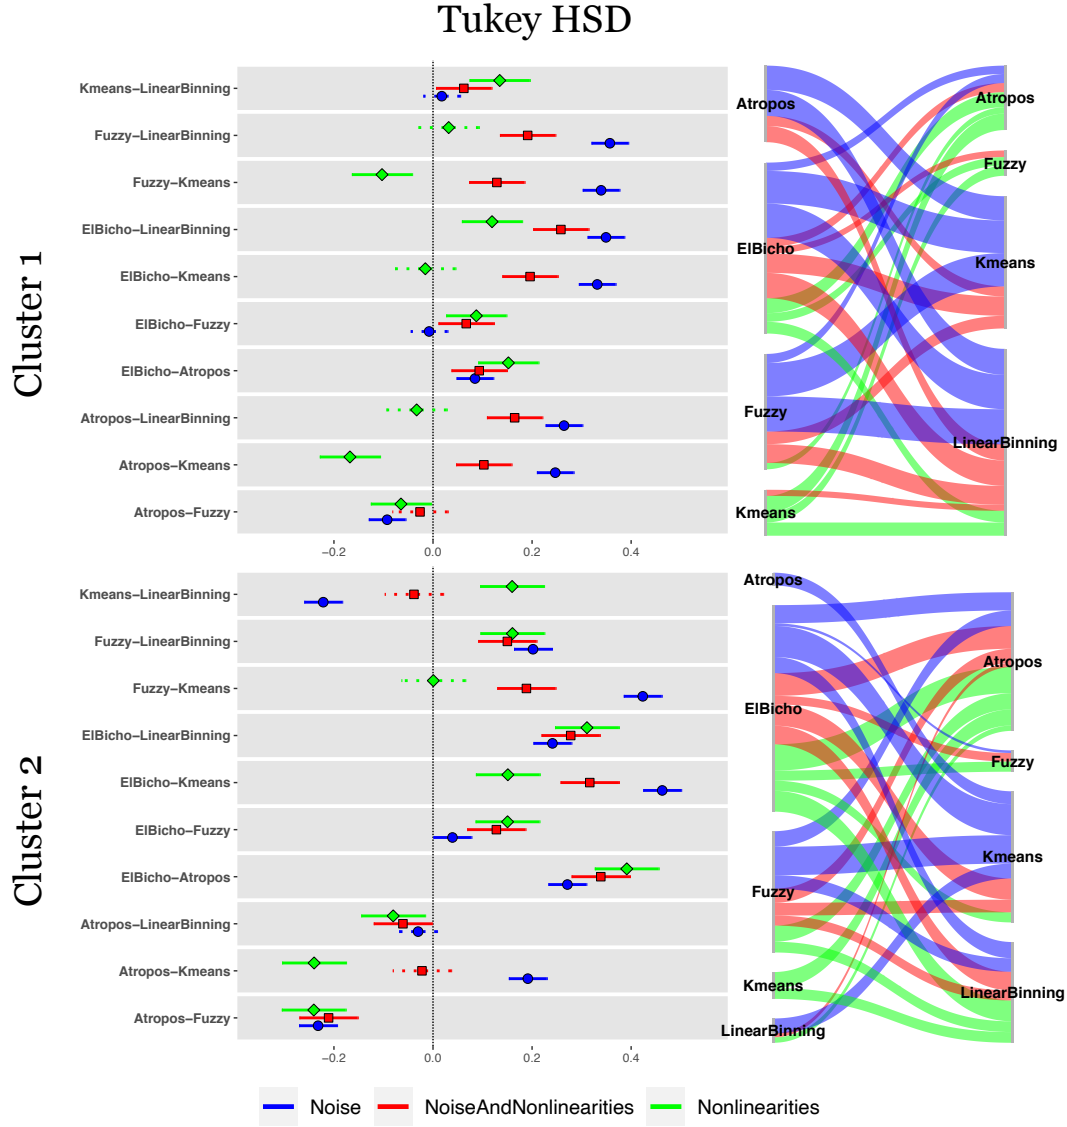 Tukey HSD
Cluster 1
Kmeans–LinearBinning
Fuzzy–LinearBinning
Fuzzy–Kmeans
ElBicho–LinearBinning
ElBicho–Kmeans
ElBicho–Fuzzy
ElBicho–Atropos
Atropos–LinearBinning
Atropos–Kmeans
Atropos–Fuzzy
−0.2 0.0 0.2 0.4
Atropos
ElBicho
Fuzzy
Kmeans
Atropos
Fuzzy
Kmeans
LinearBinning
Cluster 2
Kmeans–LinearBinning
Fuzzy–LinearBinning
Fuzzy–Kmeans
ElBicho–LinearBinning
ElBicho–Kmeans
ElBicho–Fuzzy
ElBicho–Atropos
Atropos–LinearBinning
Atropos–Kmeans
Atropos–Fuzzy
−0.2 0.0 0.2 0.4
Atropos
ElBicho
Fuzzy
Kmeans
LinearBinning
Atropos
Fuzzy
Kmeans
LinearBinning
Noise NoiseAndNonlinearities Nonlinearities